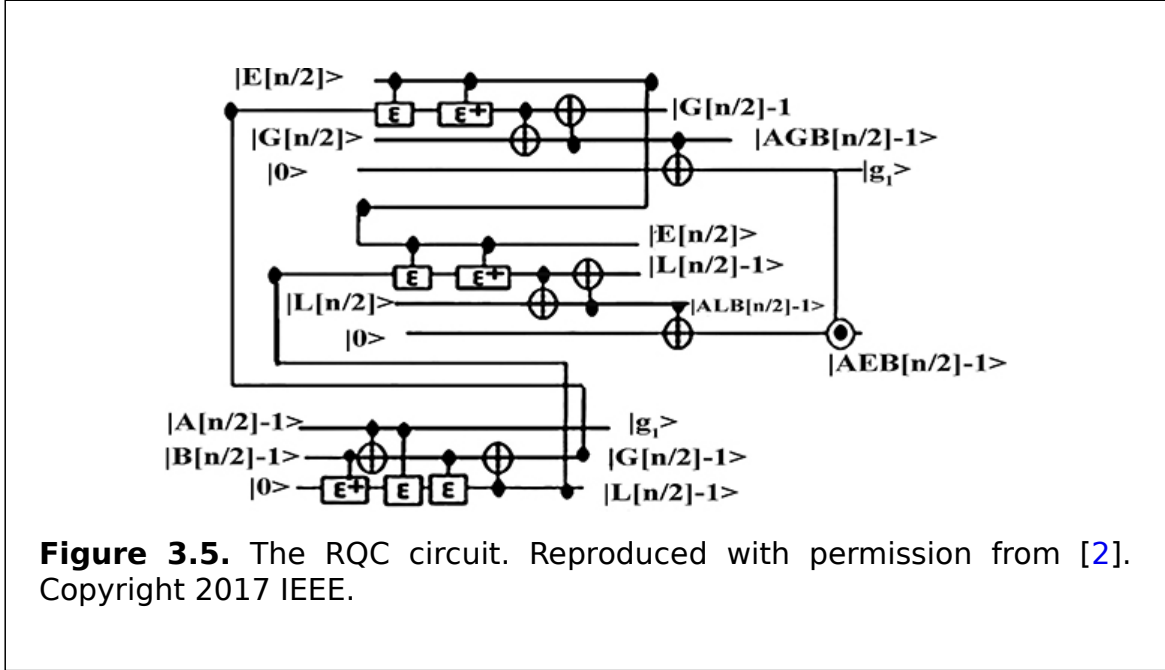 |E[n/2]>
ε ε+ |G[n/2]-1
|G[n/2]> |AGB[n/2]-1>
|0> |g₁>
|E[n/2]>
ε ε+ |L[n/2]-1>
|L[n/2]> |ALB[n/2]-1>
|0>
|AEB[n/2]-1>
|A[n/2]-1> |g₁>
|B[n/2]-1> |G[n/2]-1>
|0> ε+ ε ε |L[n/2]-1>
Figure 3.5. The RQC circuit. Reproduced with permission from [2].
Copyright 2017 IEEE.